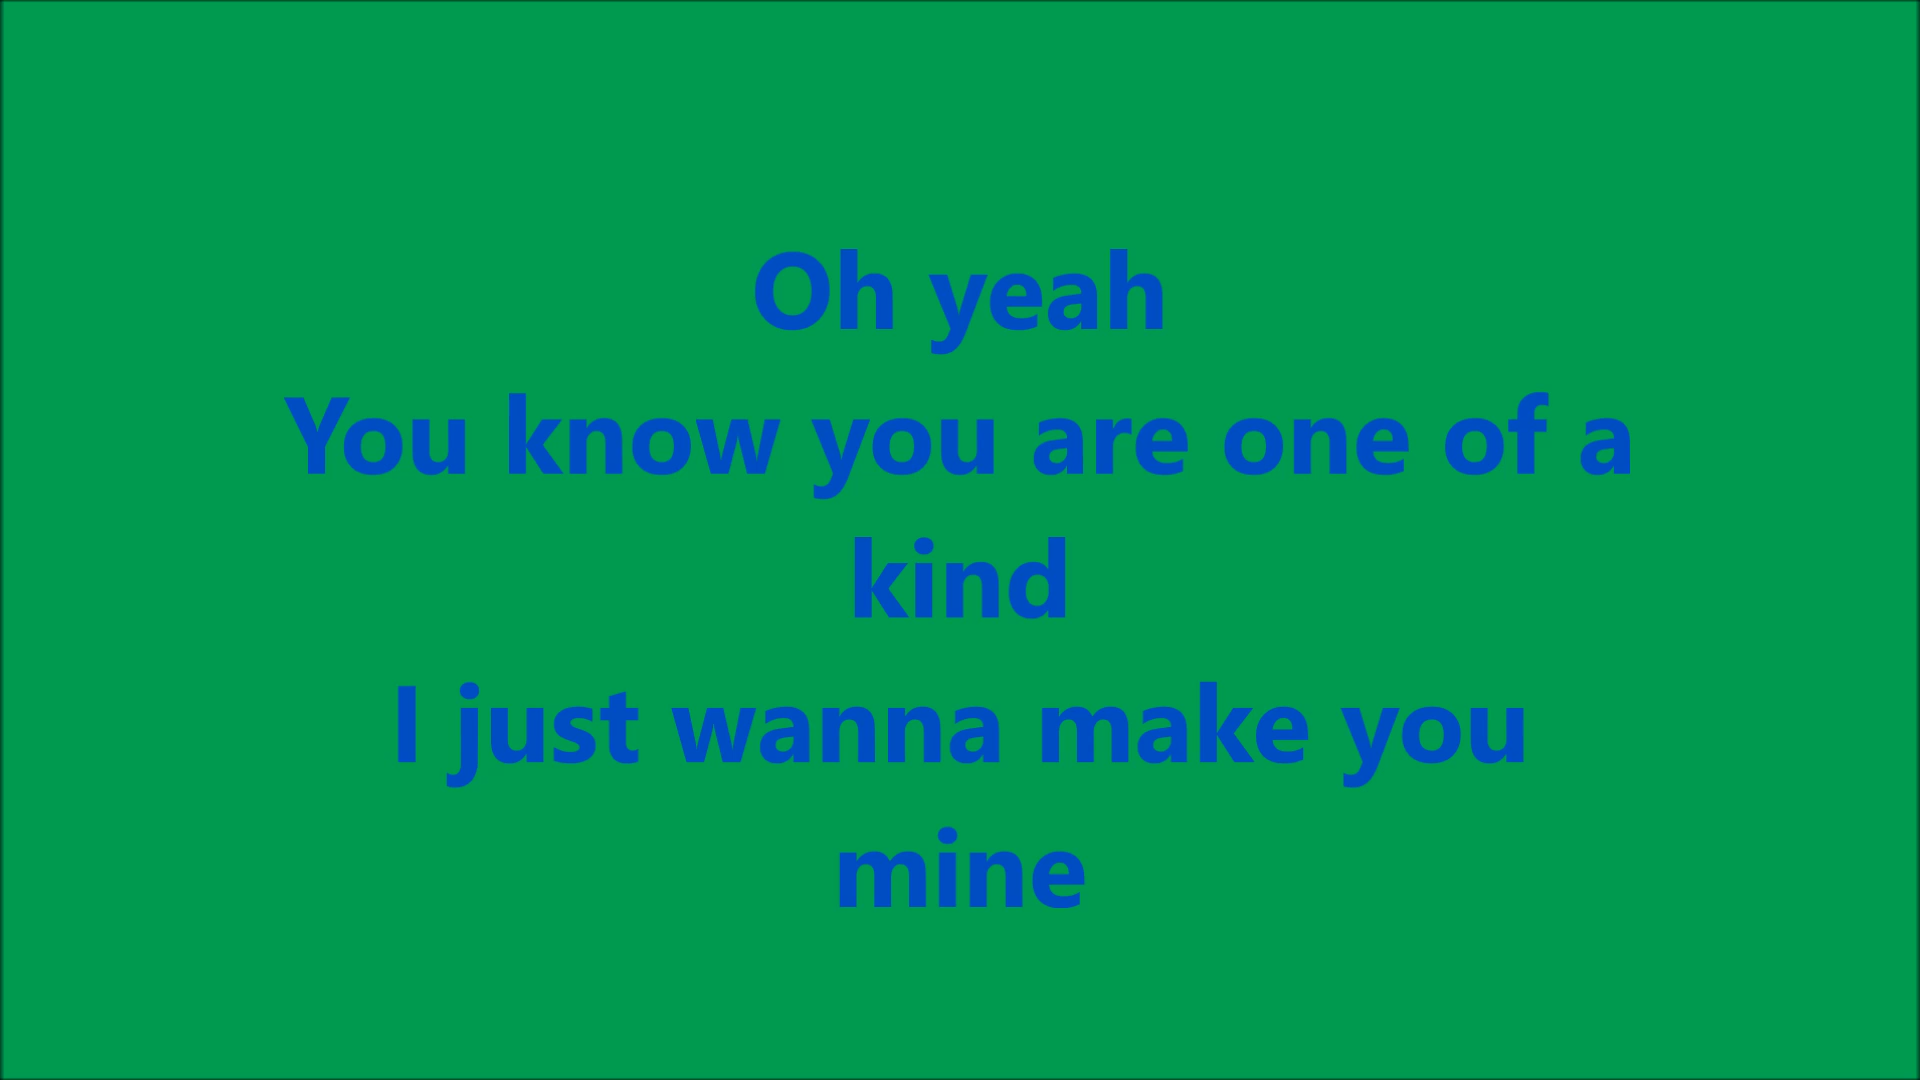 Oh yeah
You know you are one of a
kind
I just wanna make you
mine